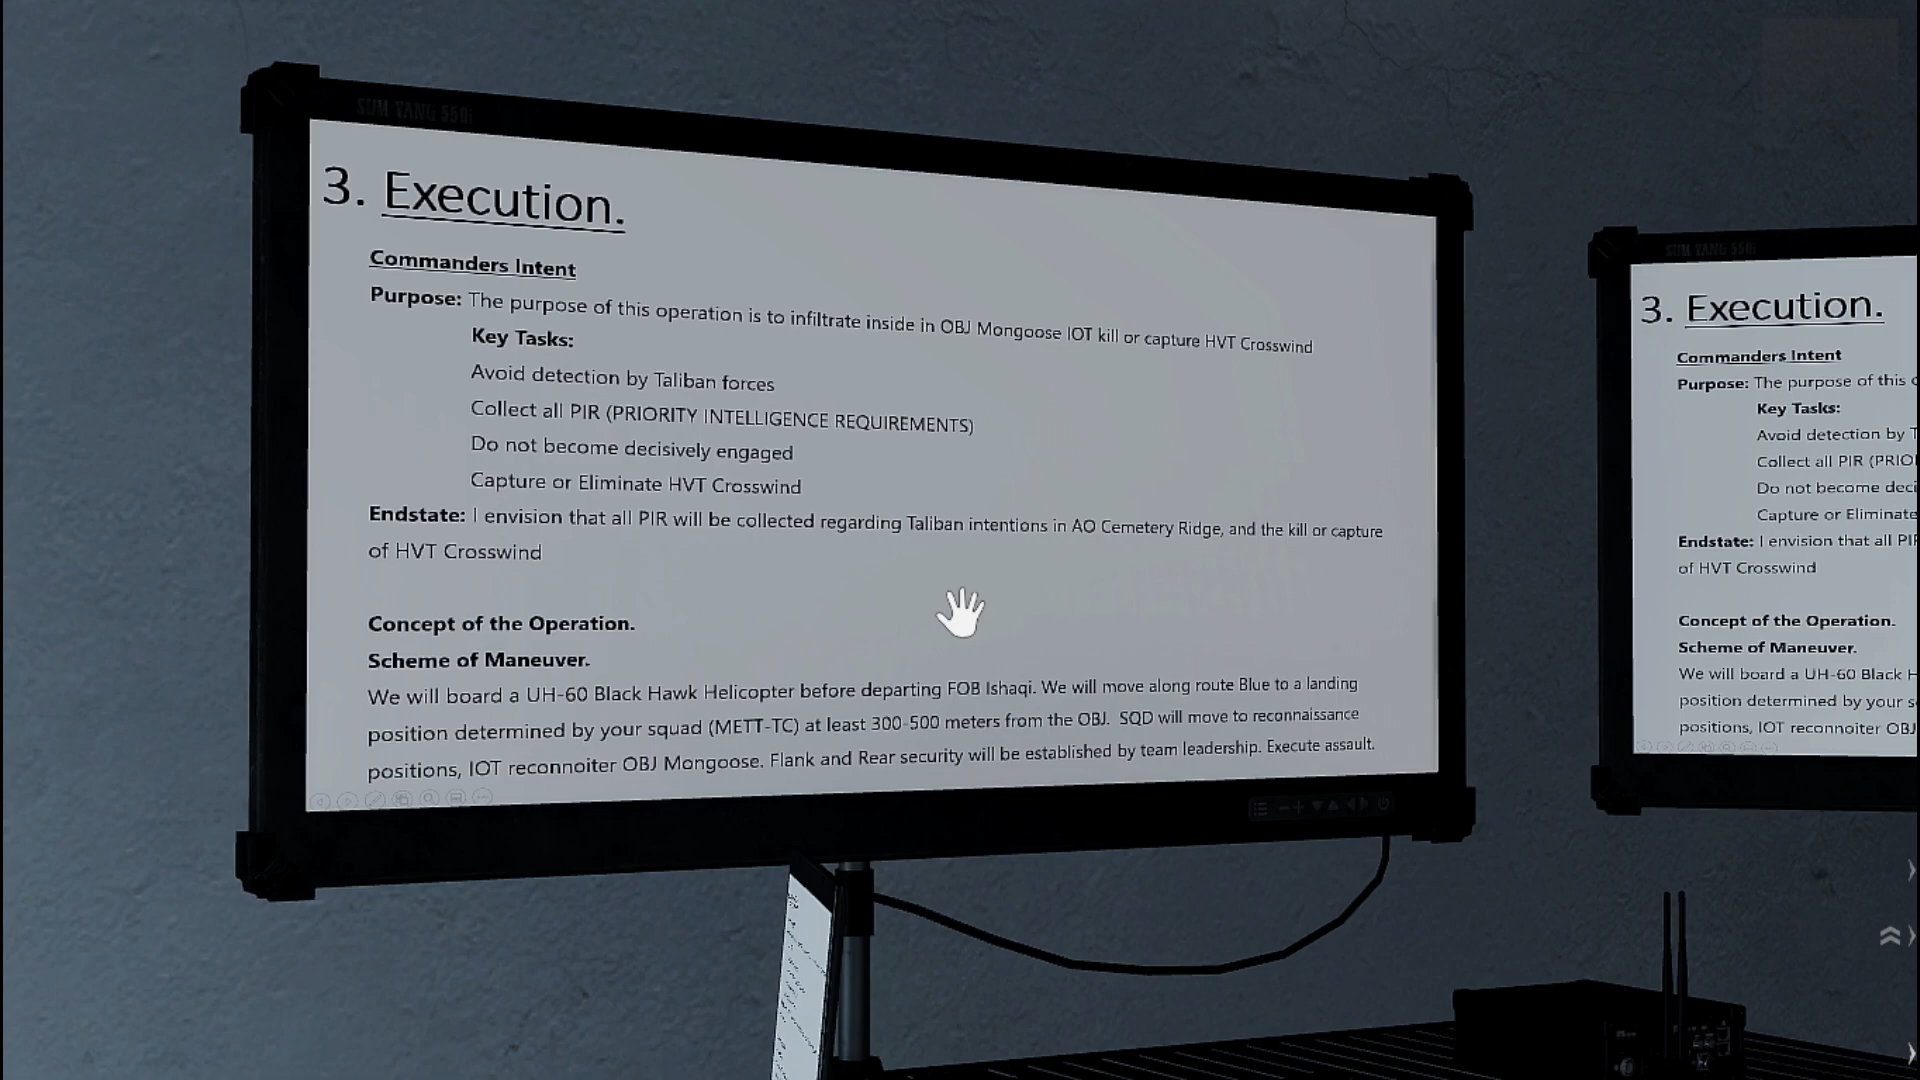 SUM YANG 550i
3. Execution.
Commanders Intent
Purpose: The purpose of this operation is to infiltrate inside in OBJ Mongoose IOT kill or capture HVT Crosswind
Key Tasks:
Avoid detection by Taliban forces
Collect all PIR (PRIORITY INTELLIGENCE REQUIREMENTS)
Do not become decisively engaged
Capture or Eliminate HVT Crosswind
Endstate: I envision that all PIR will be collected regarding Taliban intentions in AO Cemetery Ridge, and the kill or capture
of HVT Crosswind
Concept of the Operation.
Scheme of Maneuver.
We will board a UH-60 Black Hawk Helicopter before departing FOB Ishaqi. We will move along route Blue to a landing
position determined by your squad (METT-TC) at least 300-500 meters from the OBJ. SQD will move to reconnaissance
positions, IOT reconnoiter OBJ Mongoose. Flank and Rear security will be established by team leadership. Execute assault.
SUM YANG 550i
3. Execution.
Commanders Intent
Purpose: The purpose of this
Key Tasks:
Avoid detection by T
Collect all PIR (PRIO
Do not become deci
Capture or Eliminate
Endstate: I envision that all PI
of HVT Crosswind
Concept of the Operation.
Scheme of Maneuver.
We will board a UH-60 Black H
position determined by your s
positions, IOT reconnoiter OBJ